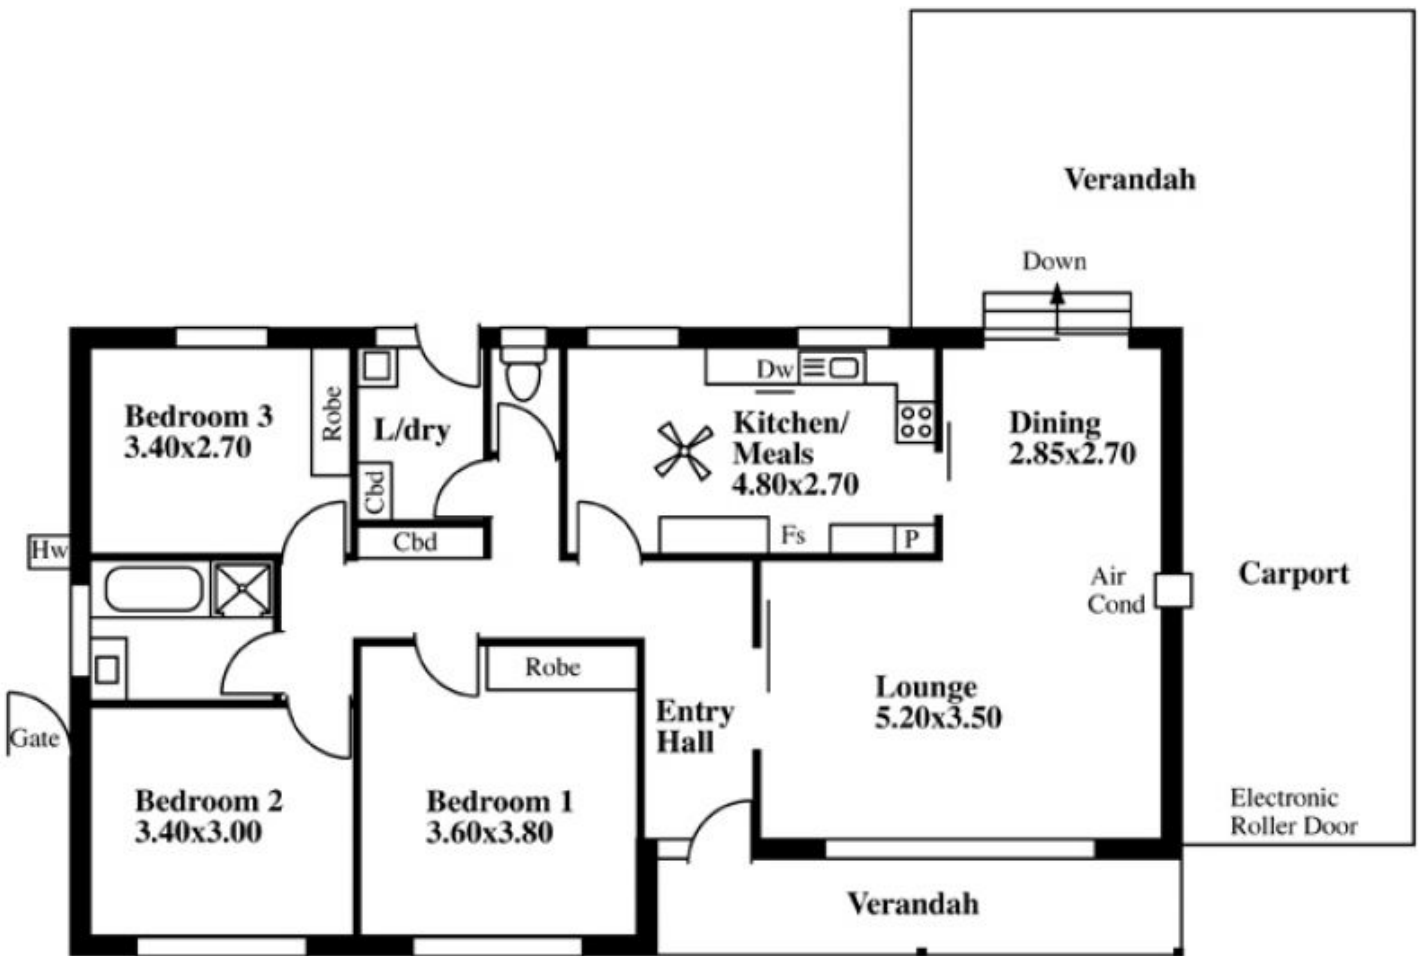 Verandah
Down
Bedroom 3
3.40x2.70
Robe
L/dry
Cbd
Cbd
Dw
Kitchen/
Meals
4.80x2.70
Fs
P
Dining
2.85x2.70
Hw
Air
Cond
Carport
Gate
Robe
Entry
Hall
Lounge
5.20x3.50
Bedroom 2
3.40x3.00
Bedroom 1
3.60x3.80
Electronic
Roller Door
Verandah